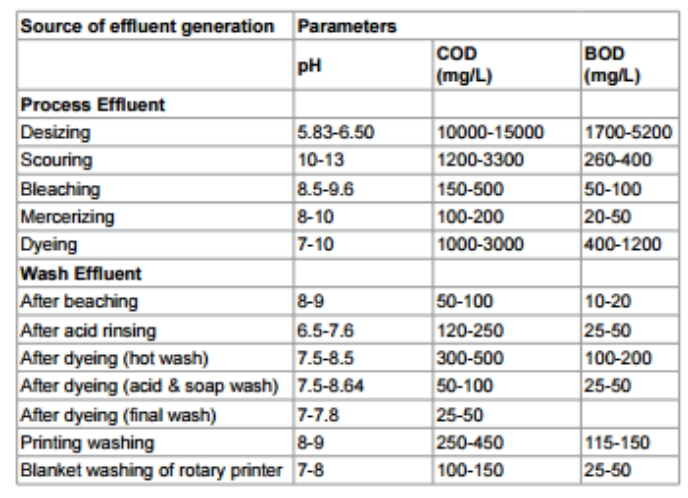 Source of effluent generation Parameters
pH COD (mg/L) BOD (mg/L)
Process Effluent
Desizing 5.83-6.50 10000-15000 1700-5200
Scouring 10-13 1200-3300 260-400
Bleaching 8.5-9.6 150-500 50-100
Mercerizing 8-10 100-200 20-50
Dyeing 7-10 1000-3000 400-1200
Wash Effluent
After beaching 8-9 50-100 10-20
After acid rinsing 6.5-7.6 120-250 25-50
After dyeing (hot wash) 7.5-8.5 300-500 100-200
After dyeing (acid & soap wash) 7.5-8.64 50-100 25-50
After dyeing (final wash) 7-7.8 25-50
Printing washing 8-9 250-450 115-150
Blanket washing of rotary printer 7-8 100-150 25-50